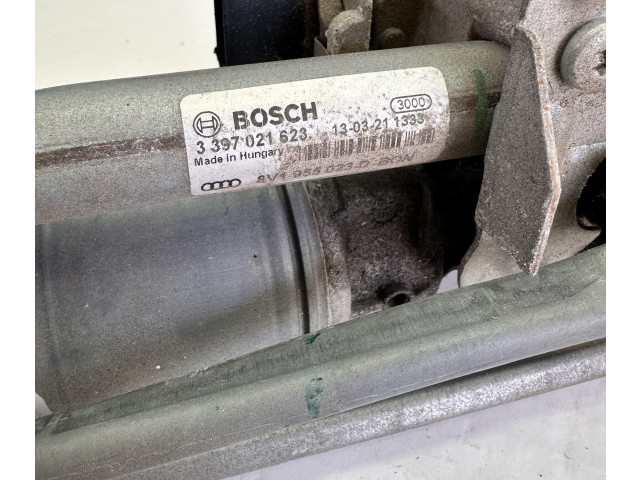 BOSCH 3000
3 397 021 623 13-03-21 1333
Made in Hungary
8V1 955 023 D BON